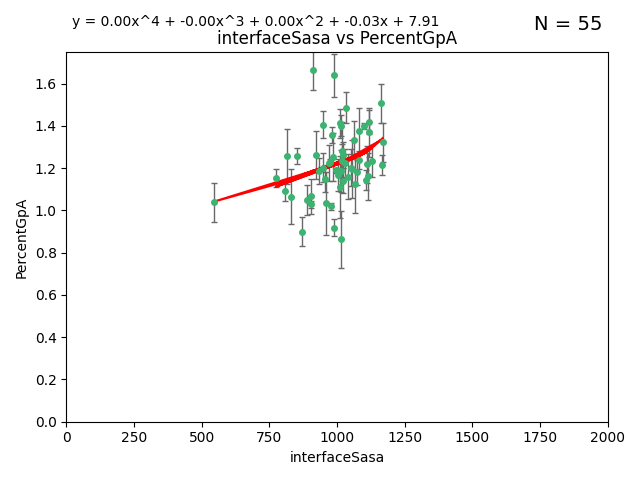 y = 0.00x^4 + -0.00x^3 + 0.00x^2 + -0.03x + 7.91
N = 55
interfaceSasa vs PercentGpA
PercentGpA
1.6
1.4
1.2
1.0
0.8
0.6
0.4
0.2
0.0
0 250 500 750 1000 1250 1500 1750 2000
interfaceSasa